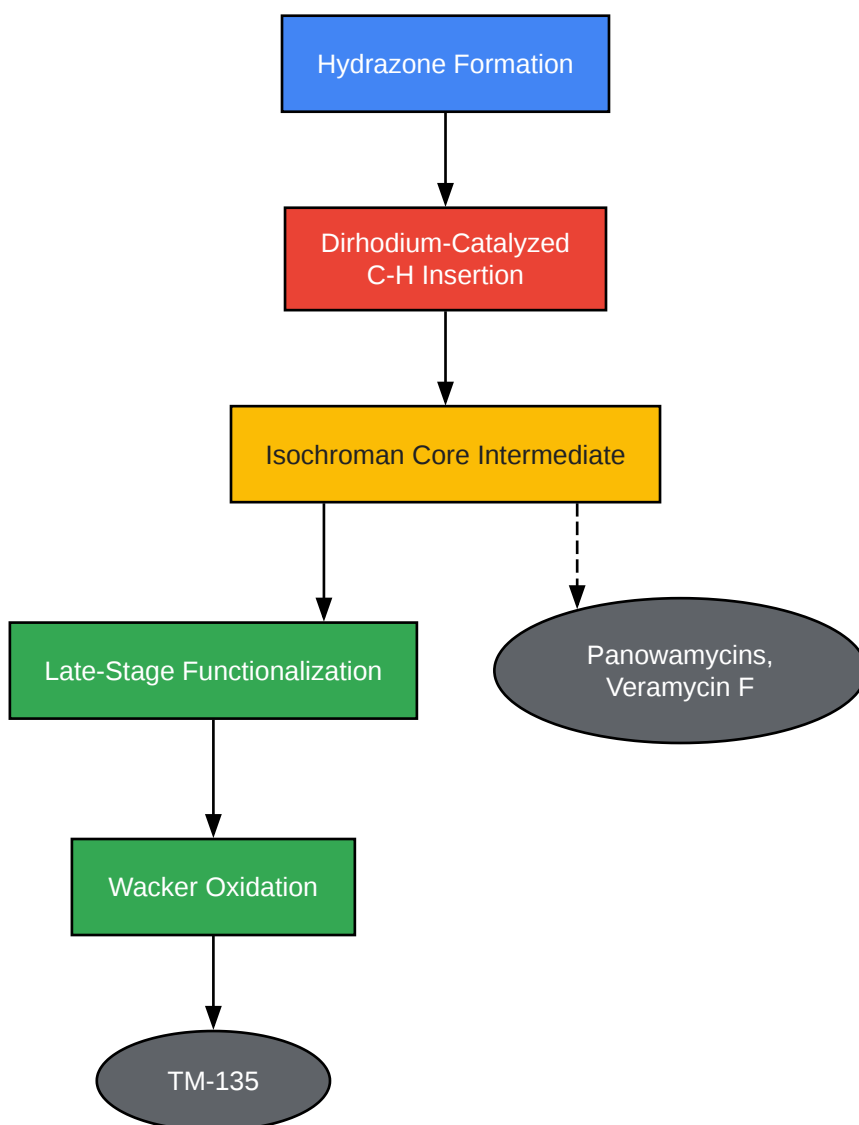 Hydrazone Formation
Dirhodium-Catalyzed
C-H Insertion
Isochroman Core Intermediate
Late-Stage Functionalization
Panowamycins,
Veramycin F
Wacker Oxidation
TM-135